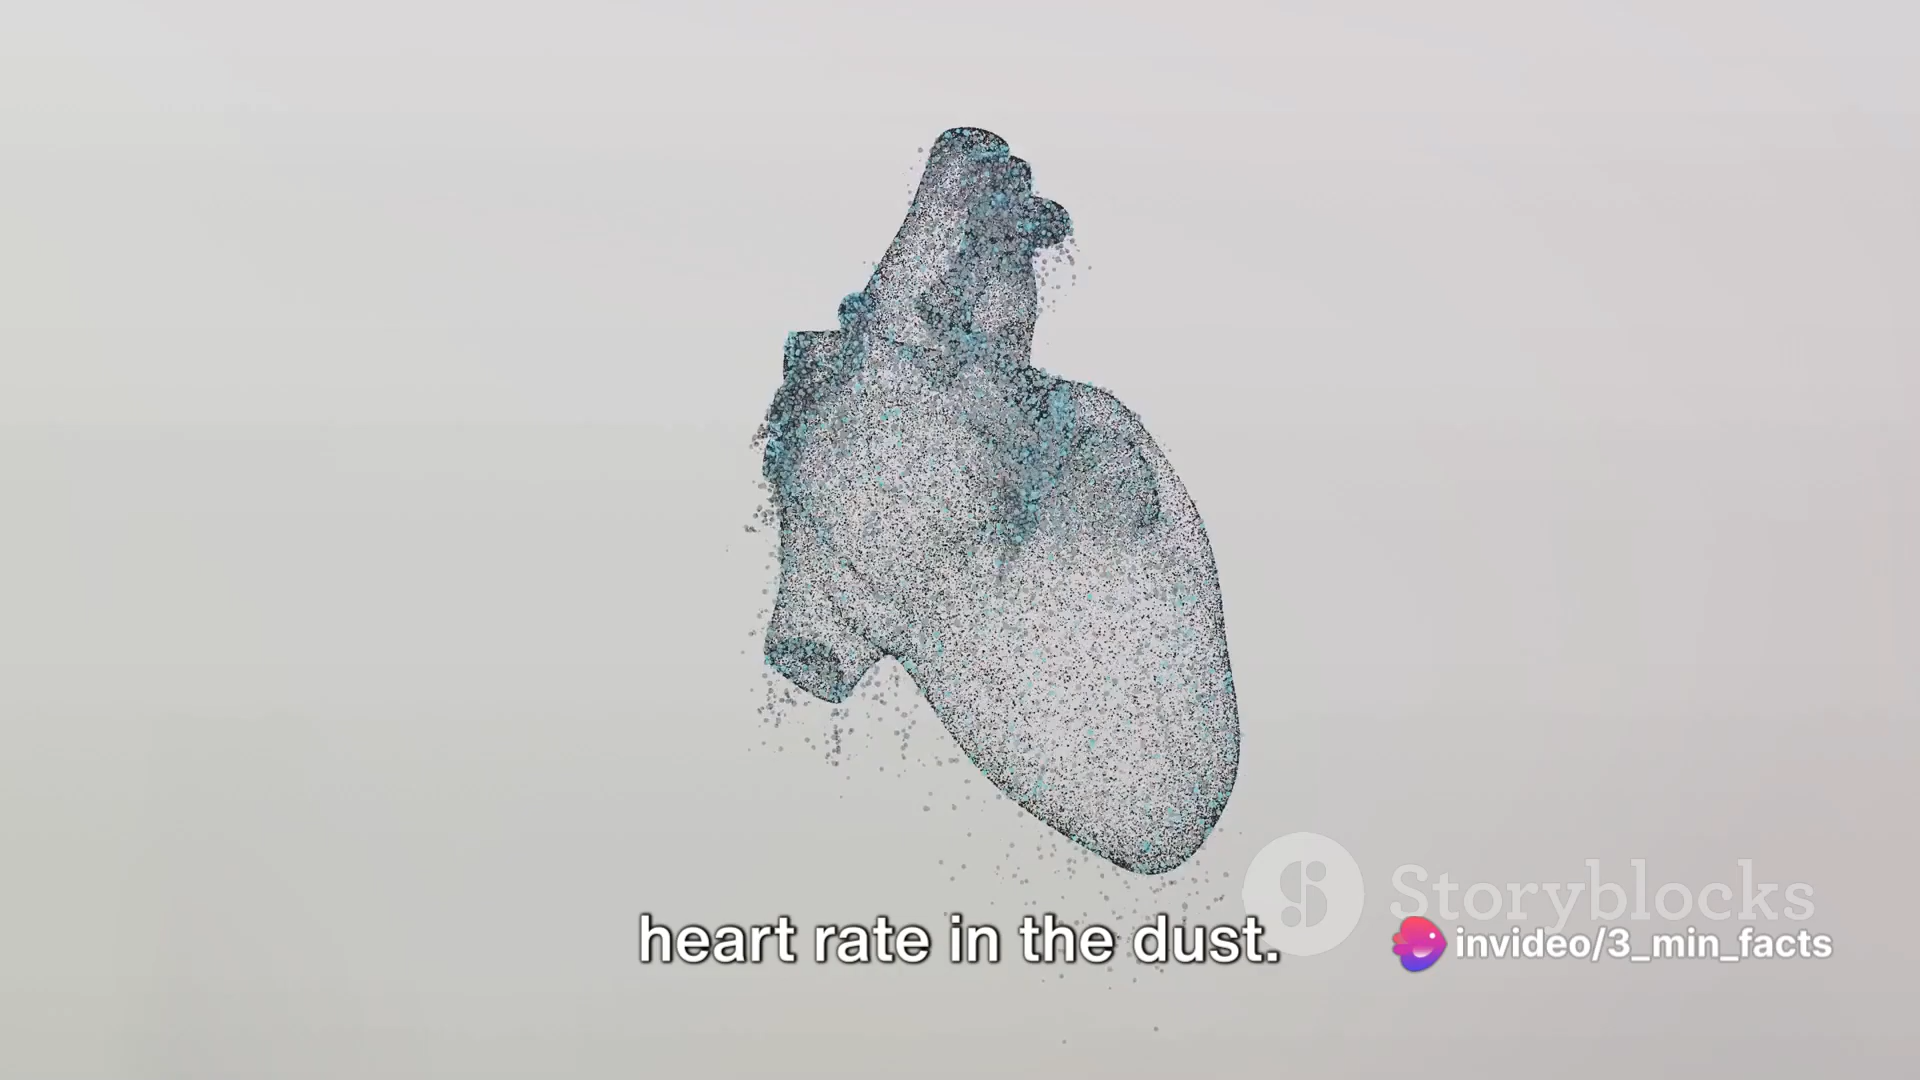 Storyblocks
heart rate in the dust.
invideo/3_min_facts